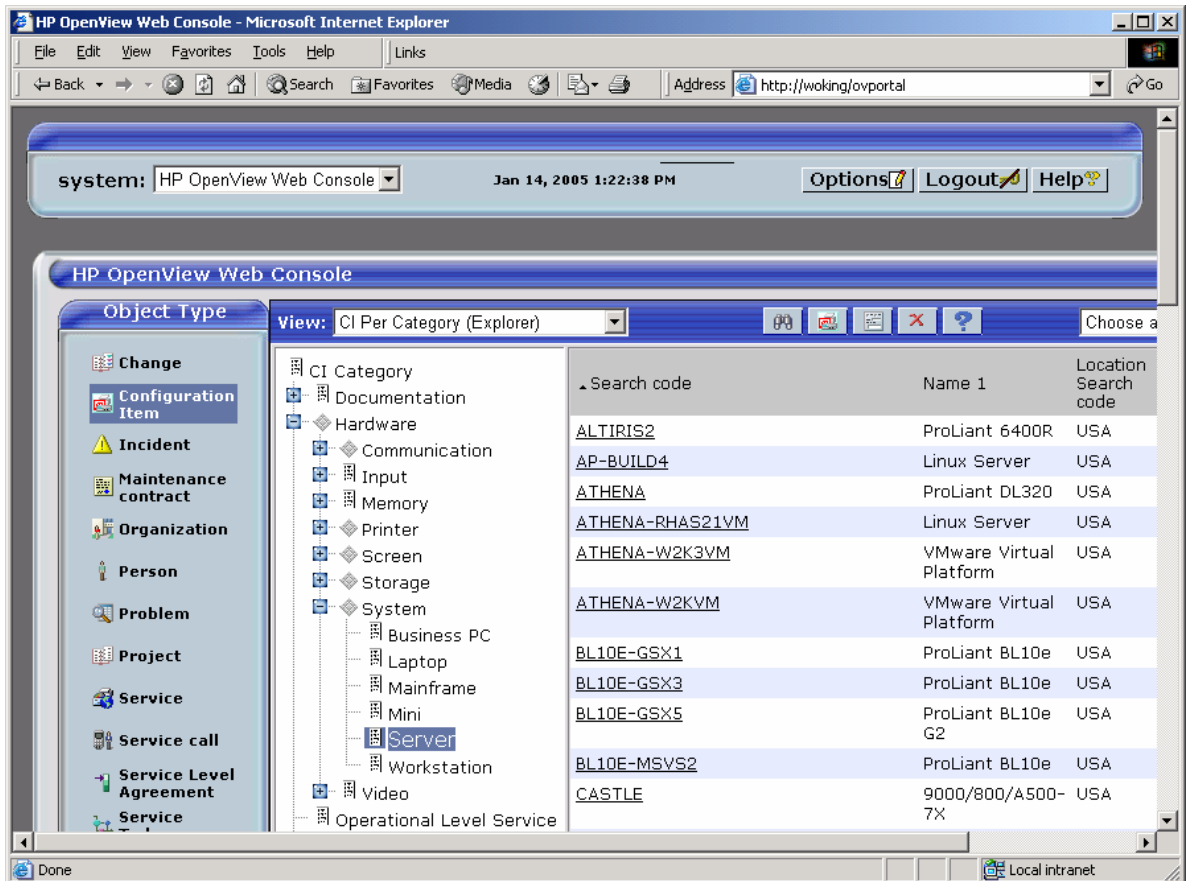 HP OpenView Web Console - Microsoft Internet Explorer
File Edit View Favorites Tools Help Links
Back Search Favorites Media Address http://woking/ovportal Go
system: HP OpenView Web Console Jan 14, 2005 1:22:38 PM Options Logout Help
HP OpenView Web Console
Object Type
Change
Configuration
Item
Incident
Maintenance
contract
Organization
Person
Problem
Project
Service
Service call
Service Level
Agreement
Service
View: CI Per Category (Explorer) Choose a
CI Category
Documentation
Hardware
Communication
Input
Memory
Printer
Screen
Storage
System
Business PC
Laptop
Mainframe
Mini
Server
Workstation
Video
Operational Level Service
Search code Name 1 Location
Search
code
ALTIRIS2 ProLiant 6400R USA
AP-BUILD4 Linux Server USA
ATHENA ProLiant DL320 USA
ATHENA-RHAS21VM Linux Server USA
ATHENA-W2K3VM VMware Virtual USA
Platform
ATHENA-W2KVM VMware Virtual USA
Platform
BL10E-GSX1 ProLiant BL10e USA
BL10E-GSX3 ProLiant BL10e USA
BL10E-GSX5 ProLiant BL10e USA
G2
BL10E-MSVS2 ProLiant BL10e USA
CASTLE 9000/800/A500- USA
7X
Done Local intranet